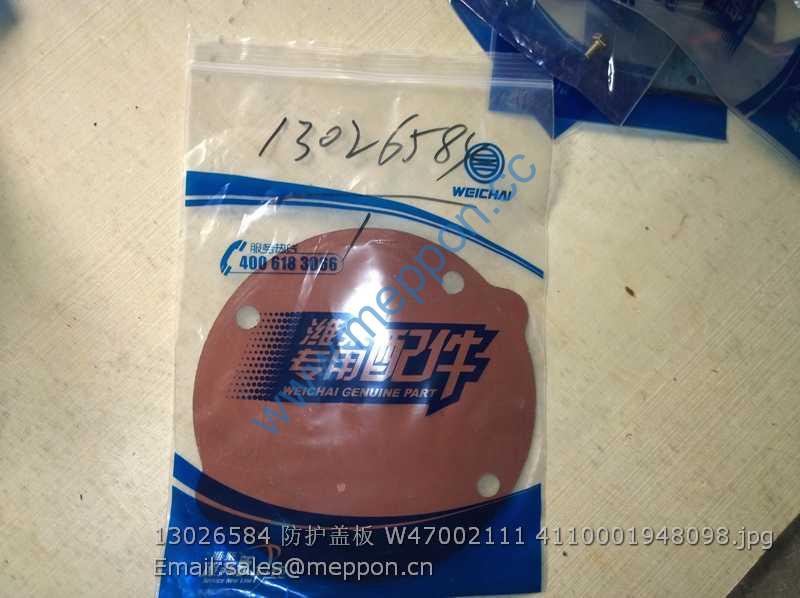 13026584
WEICHAI
服务热线
400 618 3066
潍柴
专用配件
WEICHAI GENUINE PART
www.meppon.cc
13026584 防护盖板 W47002111 4110001948098.jpg
Email:sales@meppon.cn